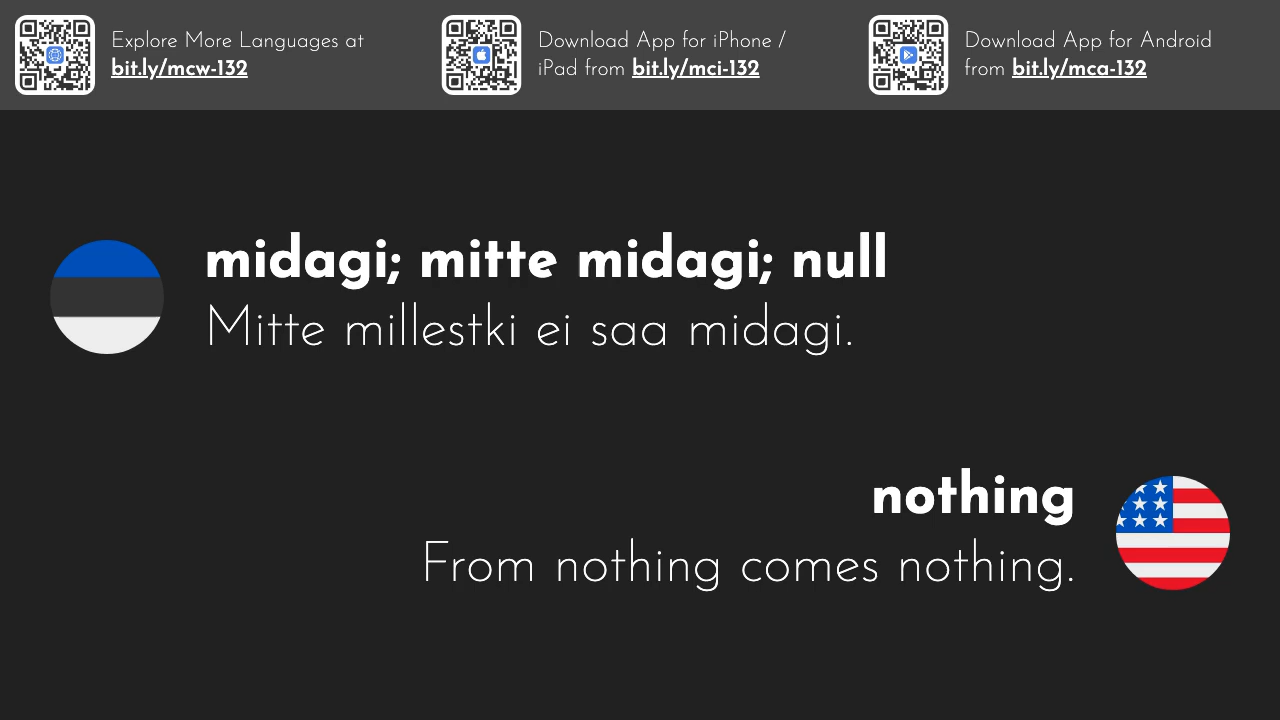 Explore More Languages at
bit.ly/mcw-132
Download App for iPhone /
iPad from bit.ly/mci-132
Download App for Android
from bit.ly/mca-132
midagi; mitte midagi; null
Mitte millestki ei saa midagi.
nothing
From nothing comes nothing.